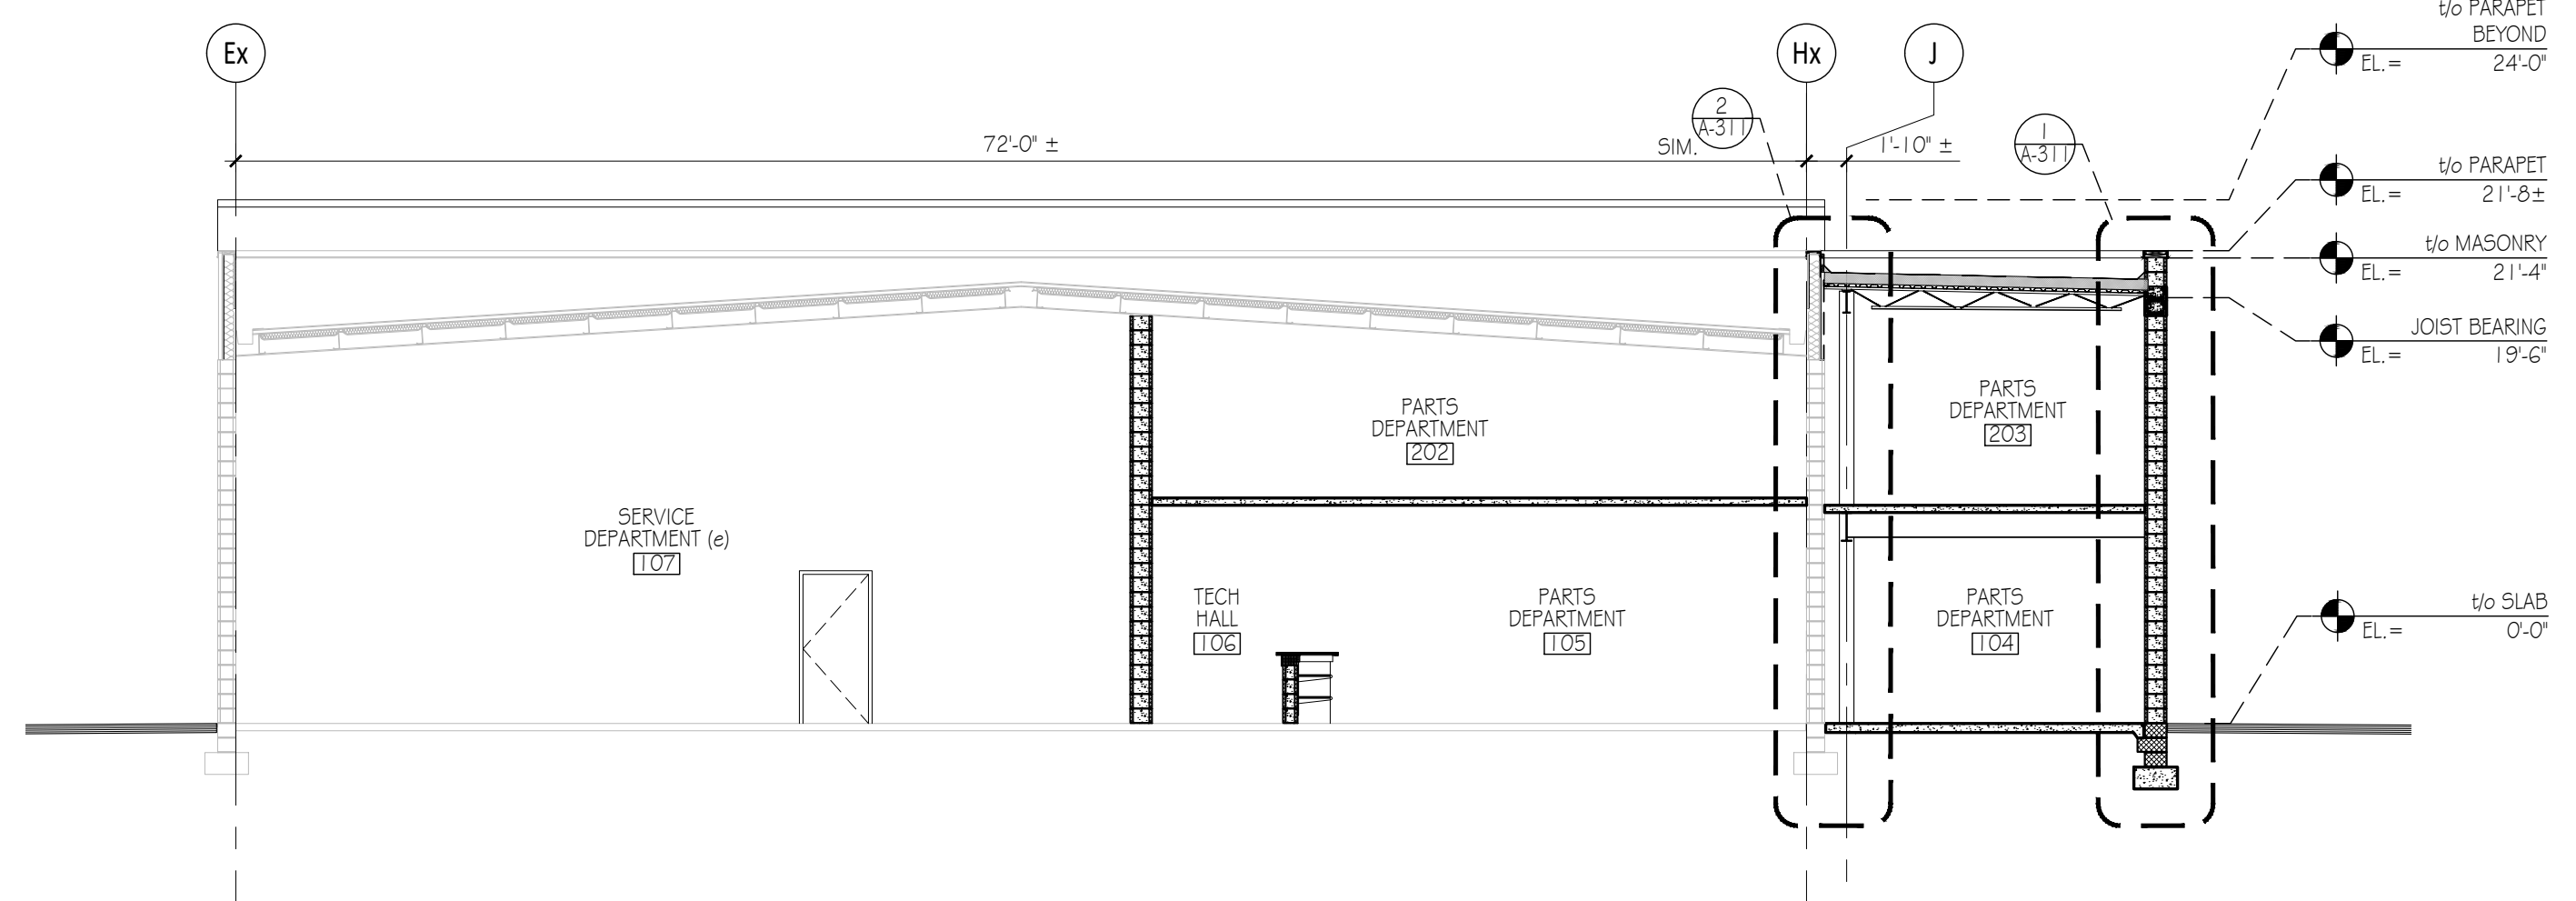 t/o PARAPET
BEYOND
EL.= 24'-0"
Ex
Hx
J
2
A-311
SIM.
1
A-311
72'-0" ±
1'-10" ±
t/o PARAPET
EL.= 21'-8±
t/o MASONRY
EL.= 21'-4"
JOIST BEARING
EL.= 19'-6"
PARTS
DEPARTMENT
202
PARTS
DEPARTMENT
203
SERVICE
DEPARTMENT (e)
107
TECH
HALL
106
PARTS
DEPARTMENT
105
PARTS
DEPARTMENT
104
t/o SLAB
EL.= 0'-0"